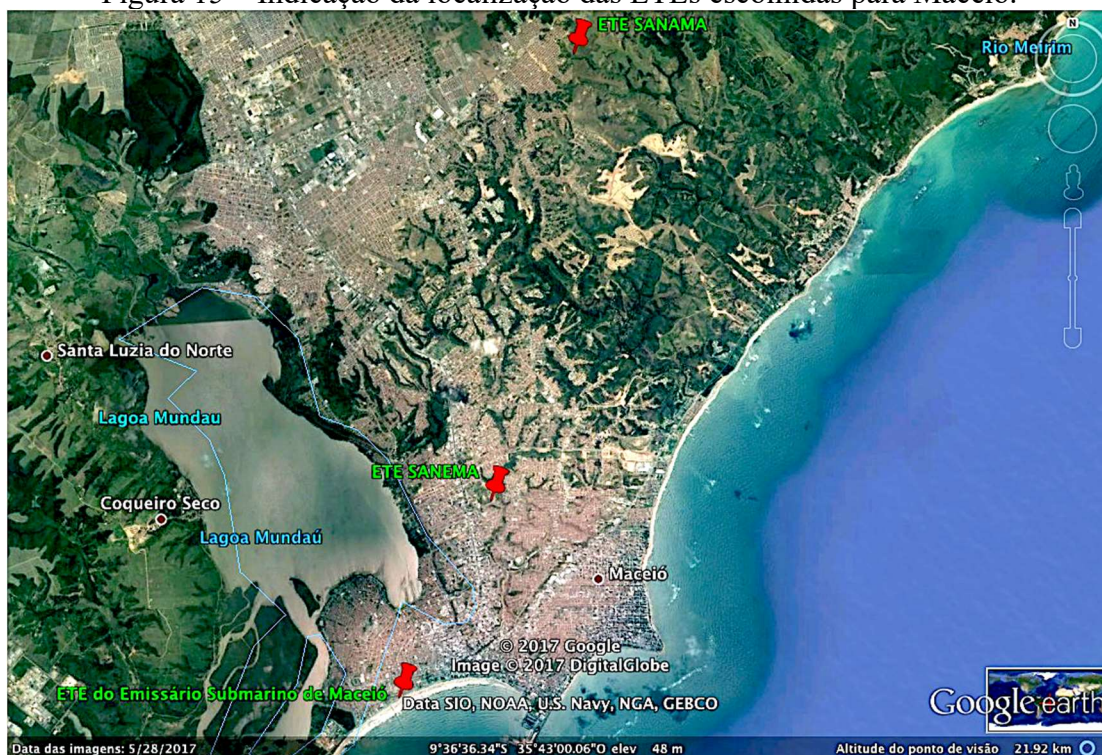 Figura 15 – Indicação da localização das ETEs escolhidas para Maceió.
ETE SANAMA
N
Rio Meirim
Santa Luzia do Norte
Lagoa Mundau
ETE SANEMA
Coqueiro Seco
Lagoa Mundaú
Maceió
© 2017 Google
Image © 2017 DigitalGlobe
ETE do Emissário Submarino de Maceió
Data SIO, NOAA, U.S. Navy, NGA, GEBCO
Google earth
Data das imagens: 5/28/2017 9°36'36.34"S 35°43'00.06"O elev 48 m Altitude do ponto de visão 21.92 km